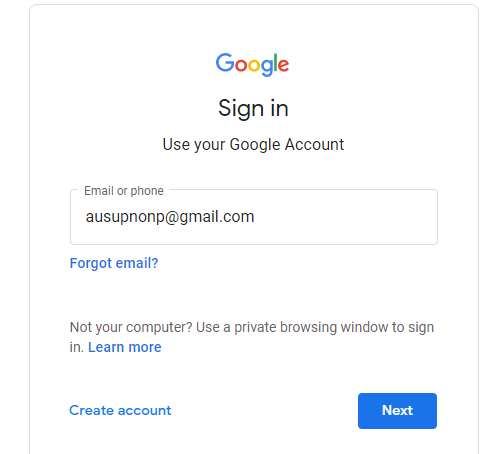 Google
Sign in
Use your Google Account
Email or phone
ausupnonp@gmail.com
Forgot email?
Not your computer? Use a private browsing window to sign
in. Learn more
Create account
Next